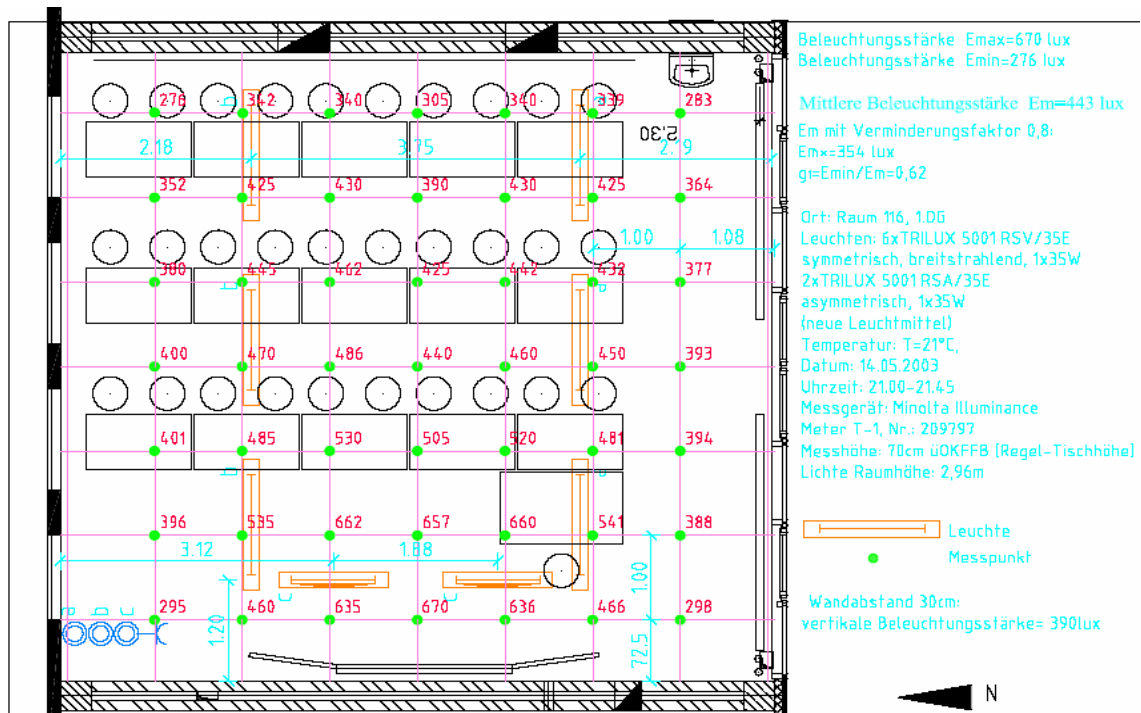 Beleuchtungsstärke Emax=670 lux
Beleuchtungsstärke Emin=276 lux
Mittlere Beleuchtungsstärke Em=443 lux
Em mit Verminderungsfaktor 0,8:
Em×=354 lux
g1=Emin/Em=0,62
Ort: Raum 116, 1.OG
Leuchten: 6xTRILUX 5001 RSV/35E
symmetrisch, breitstrahlend, 1x35W
2xTRILUX 5001 RSA/35E
asymmetrisch, 1x35W
(neue Leuchtmittel)
Temperatur: T=21°C,
Datum: 14.05.2003
Uhrzeit: 21.00-21.45
Messgerät: Minolta Illuminance
Meter T-1, Nr.: 209797
Messhöhe: 70cm üOKFFB [Regel-Tischhöhe]
Lichte Raumhöhe: 2,96m
Leuchte
Messpunkt
Wandabstand 30cm:
vertikale Beleuchtungsstärke= 390lux
N
276 342 340 305 340 339 283
b a
2.30
2.18 3.75 2.19
352 425 430 390 430 425 364
1.00 1.08
380 445 462 425 442 432 377
b a
400 470 486 440 460 450 393
401 485 530 505 520 481 394
b a
396 535 662 657 660 541 388
3.12 1.88
1.00
c c
295 460 635 670 636 466 298
a b c
1.20
72.5